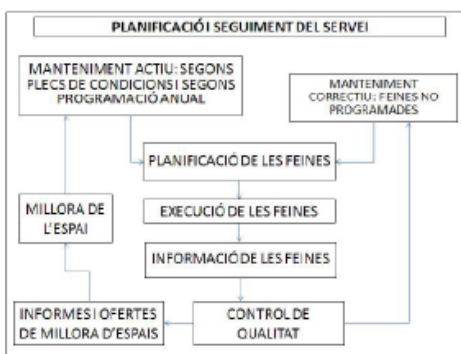 PLANIFICACIÓ I SEGUIMENT DEL SERVEI
MANTENIMENT ACTIU: SEGONS
PLECS DE CONDICIONS I SEGONS
PROGRAMACIÓ ANUAL
MANTENIMENT
CORRECTIU: FEINES NO
PROGRAMADES
PLANIFICACIÓ DE LES FEINES
EXECUCIÓ DE LES FEINES
MILLORA DE
L'ESPAI
INFORMACIÓ DE LES FEINES
INFORMES I OFERTES
DE MILLORA D'ESPAIS
CONTROL DE
QUALITAT